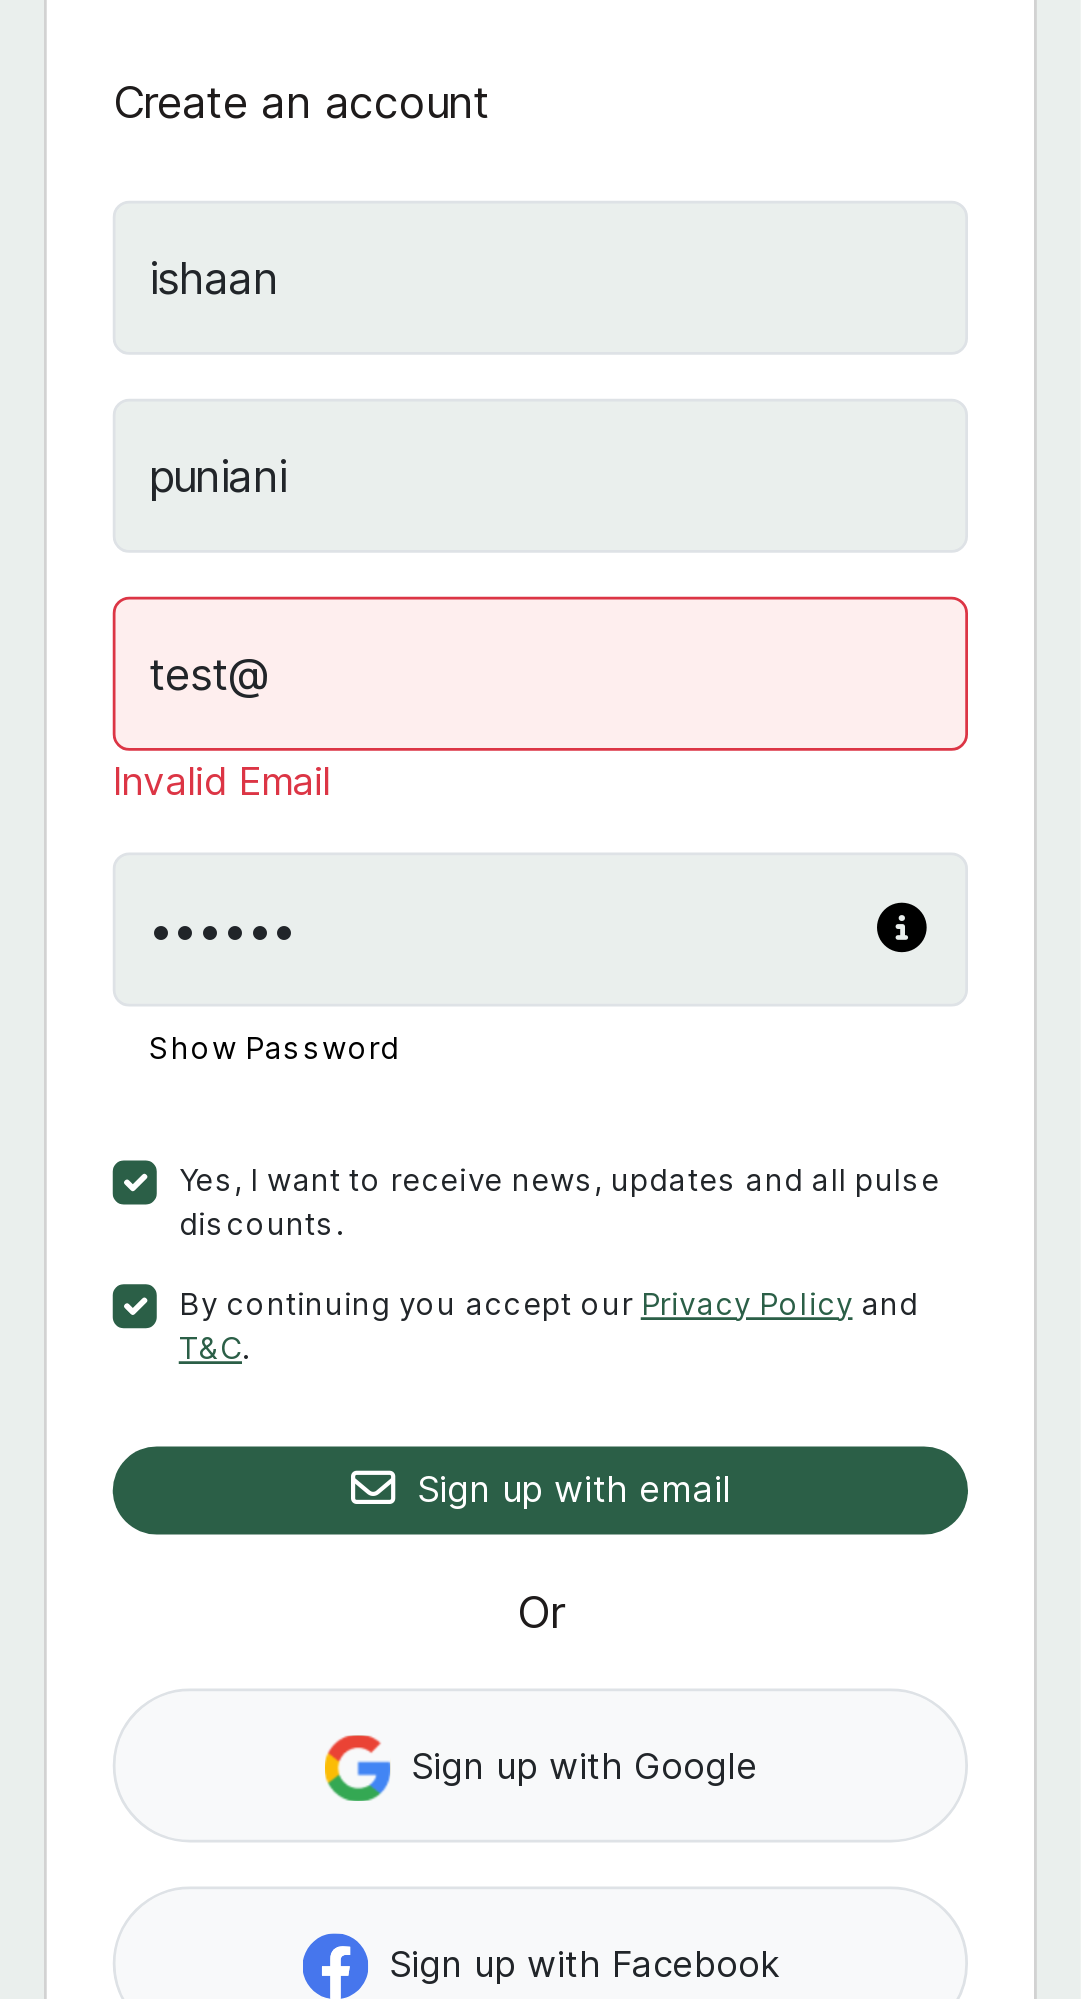 Create an account
ishaan
puniani
test@
Invalid Email
••••••
Show Password
Yes, I want to receive news, updates and all pulse
discounts.
By continuing you accept our Privacy Policy and
T&C.
Sign up with email
Or
Sign up with Google
Sign up with Facebook